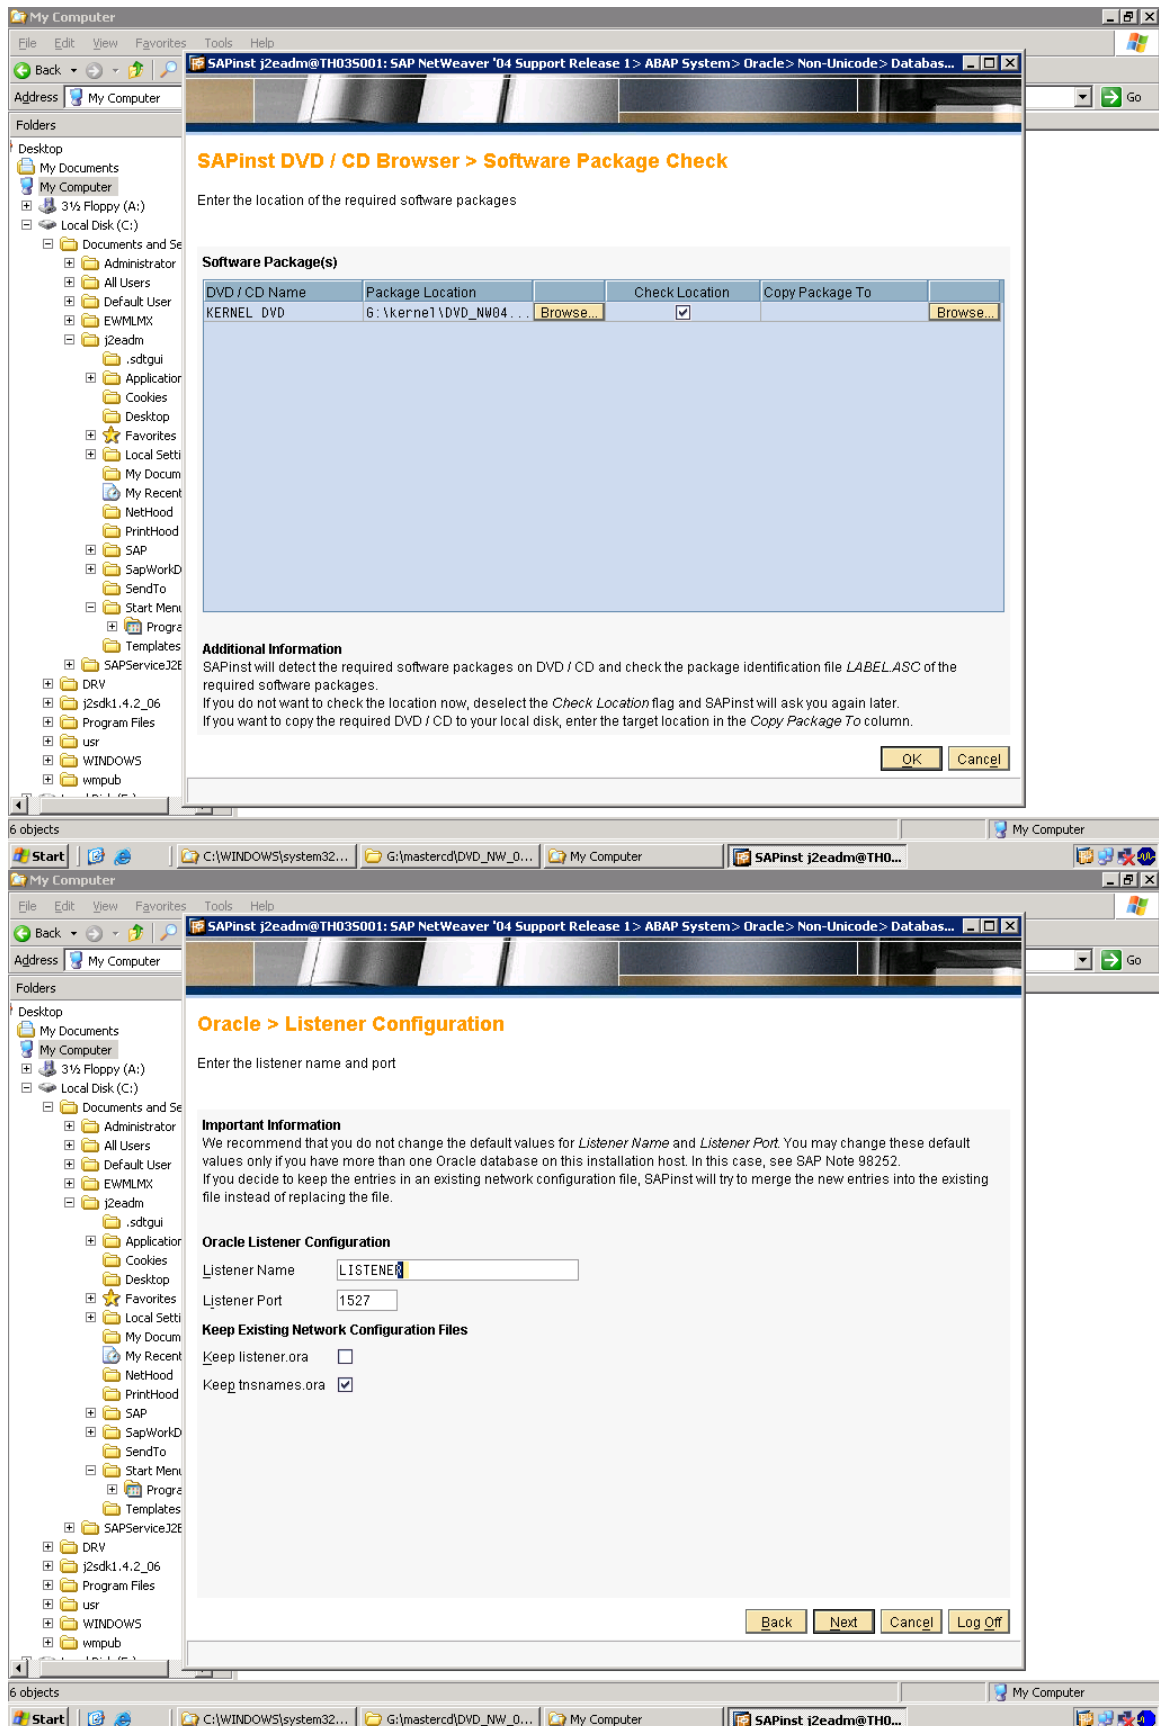 My Computer
File Edit View Favorites Tools Help
Back
SAPinst j2eadm@TH03S001: SAP NetWeaver '04 Support Release 1> ABAP System> Oracle> Non-Unicode> Databas...
Address My Computer Go
Folders
Desktop
My Documents
My Computer
3½ Floppy (A:)
Local Disk (C:)
Documents and Se
Administrator
All Users
Default User
EWMLMX
j2eadm
.sdtgui
Application
Cookies
Desktop
Favorites
Local Setti
My Docum
My Recent
NetHood
PrintHood
SAP
SapWorkD
SendTo
Start Menu
Progra
Templates
SAPServiceJ2E
DRV
j2sdk1.4.2_06
Program Files
usr
WINDOWS
wmpub
SAPinst DVD / CD Browser > Software Package Check
Enter the location of the required software packages
Software Package(s)
DVD / CD Name Package Location Check Location Copy Package To
KERNEL DVD G:\kernel\DVD_NW04... Browse... Browse...
Additional Information
SAPinst will detect the required software packages on DVD / CD and check the package identification file LABEL.ASC of the
required software packages.
If you do not want to check the location now, deselect the Check Location flag and SAPinst will ask you again later.
If you want to copy the required DVD / CD to your local disk, enter the target location in the Copy Package To column.
OK Cancel
6 objects My Computer
Start C:\WINDOWS\system32... G:\mastercd\DVD_NW_0... My Computer SAPinst j2eadm@TH0...
My Computer
File Edit View Favorites Tools Help
Back
SAPinst j2eadm@TH03S001: SAP NetWeaver '04 Support Release 1> ABAP System> Oracle> Non-Unicode> Databas...
Address My Computer Go
Folders
Desktop
My Documents
My Computer
3½ Floppy (A:)
Local Disk (C:)
Documents and Se
Administrator
All Users
Default User
EWMLMX
j2eadm
.sdtgui
Application
Cookies
Desktop
Favorites
Local Setti
My Docum
My Recent
NetHood
PrintHood
SAP
SapWorkD
SendTo
Start Menu
Progra
Templates
SAPServiceJ2E
DRV
j2sdk1.4.2_06
Program Files
usr
WINDOWS
wmpub
Oracle > Listener Configuration
Enter the listener name and port
Important Information
We recommend that you do not change the default values for Listener Name and Listener Port. You may change these default
values only if you have more than one Oracle database on this installation host. In this case, see SAP Note 98252.
If you decide to keep the entries in an existing network configuration file, SAPinst will try to merge the new entries into the existing
file instead of replacing the file.
Oracle Listener Configuration
Listener Name LISTENER
Listener Port 1527
Keep Existing Network Configuration Files
Keep listener.ora
Keep tnsnames.ora
Back Next Cancel Log Off
6 objects My Computer
Start C:\WINDOWS\system32... G:\mastercd\DVD_NW_0... My Computer SAPinst j2eadm@TH0...